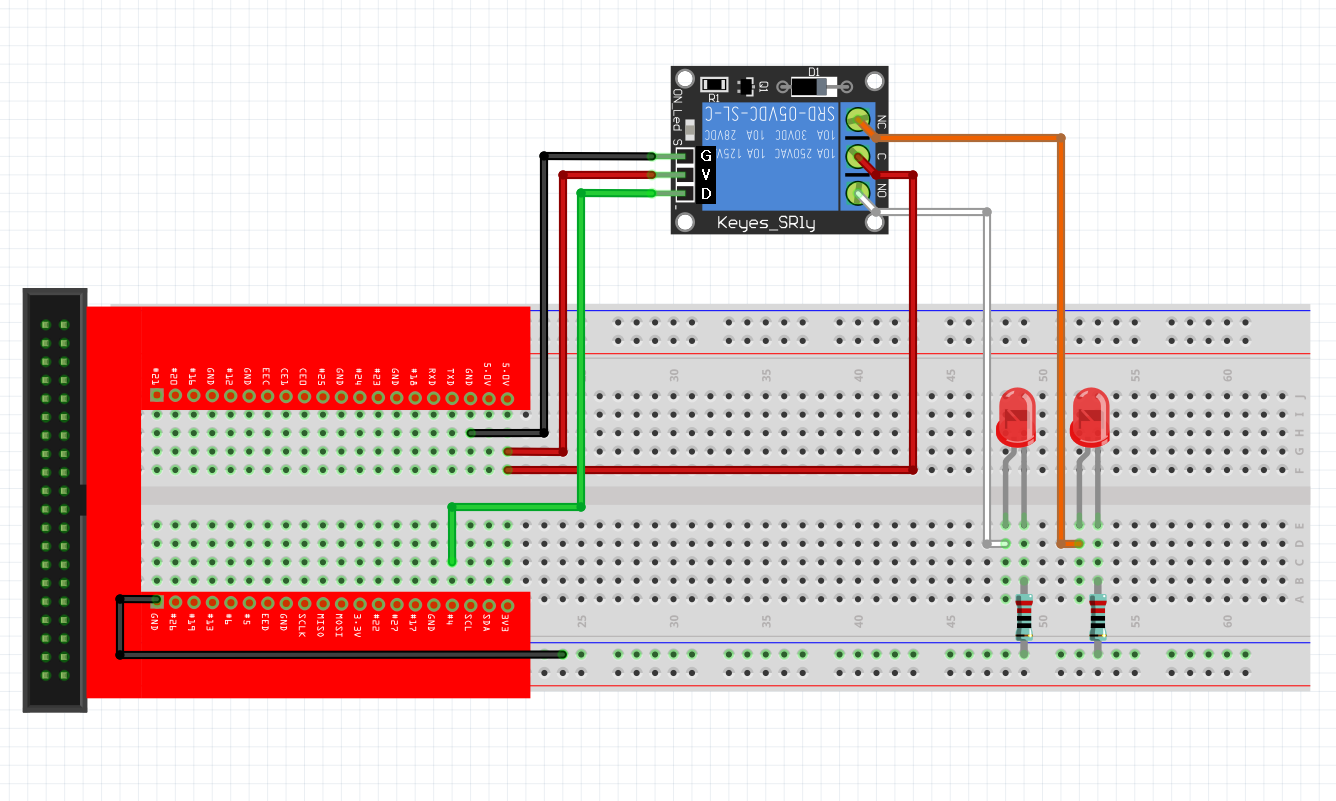 D1
Q1
R1
ON_Led
S
SRD-05VDC-SL-C
10A 30VDC 10A 28VDC
10A 250VAC 10A 125V
G
V
D
NC
C
NO
Keyes_SRly
#21 #20 #16 GND #12 GND EEC CE1 CE0 #25 GND #24 #23 GND #18 RXD TXD GND 5.0V 5.0V
30 35 40 45 50 55 60
J
I
H
G
F
E
D
C
B
A
GND #26 #19 #13 #6 #5 EED GND SCLK MISO MOSI 3.3V #22 #27 #17 GND #4 SCL SDA 3V3
25 30 35 40 45 50 55 60